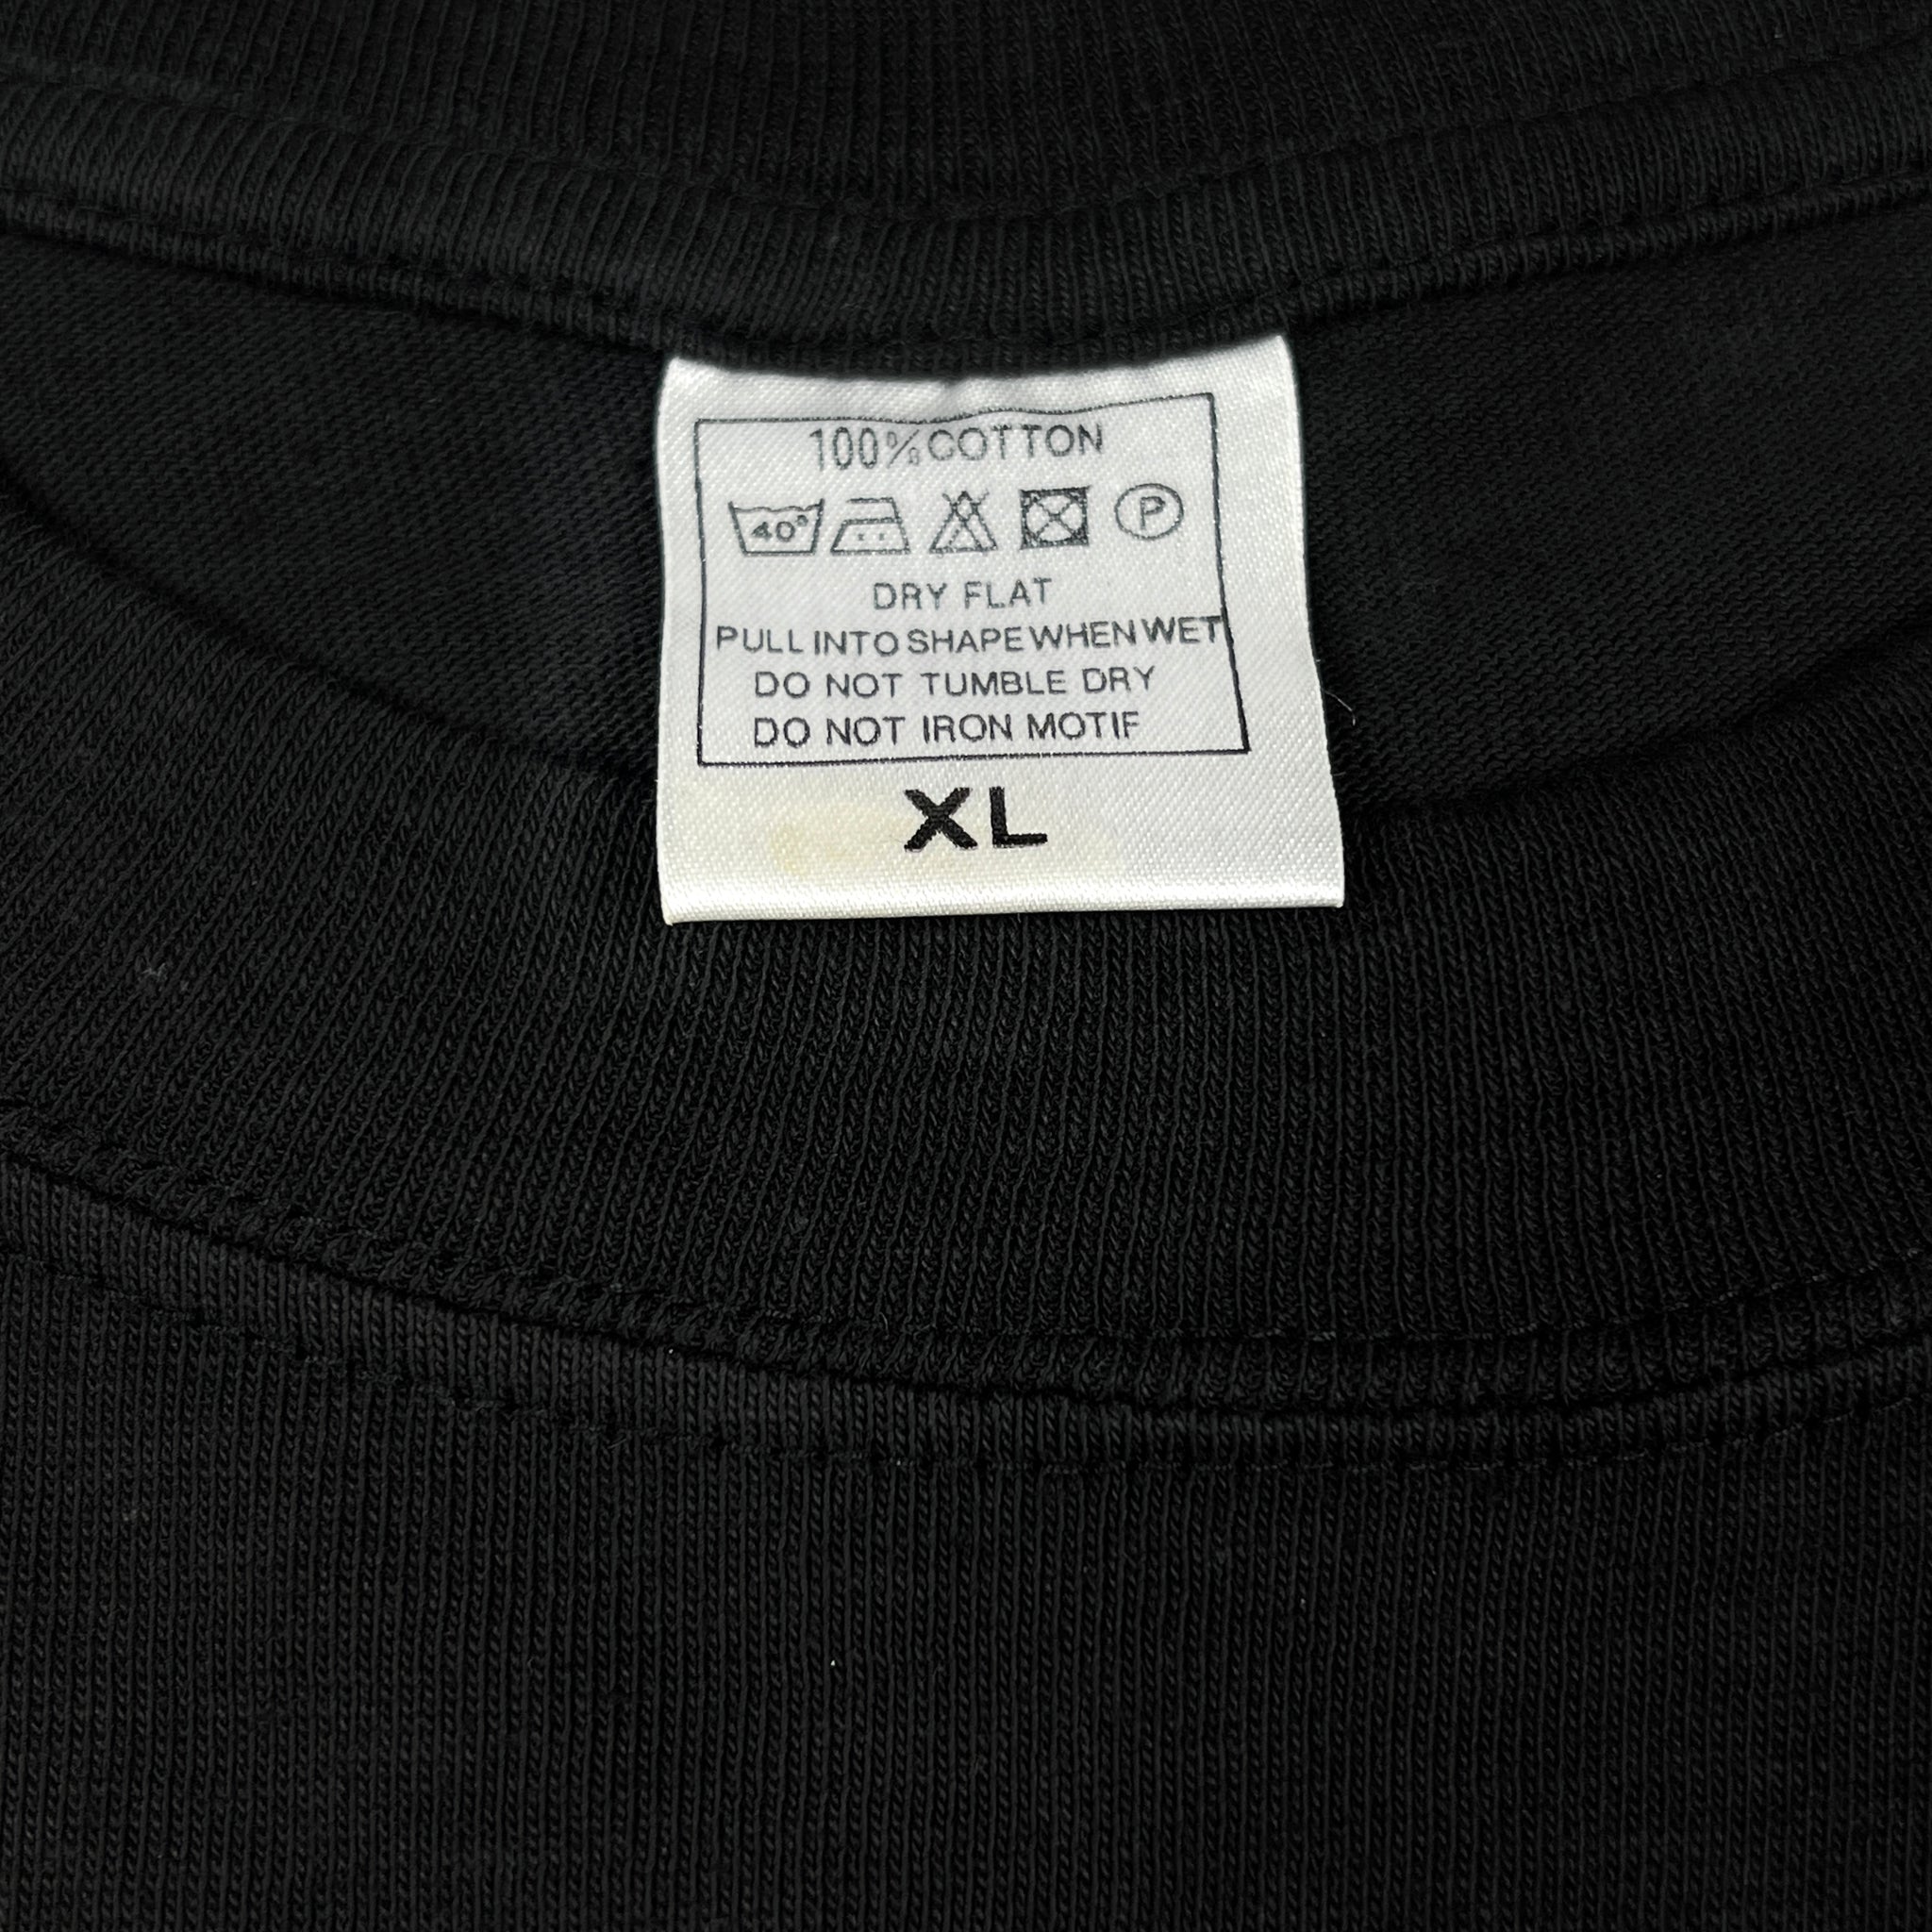 100% COTTON
40° P
DRY FLAT
PULL INTO SHAPE WHEN WET
DO NOT TUMBLE DRY
DO NOT IRON MOTIF
XL